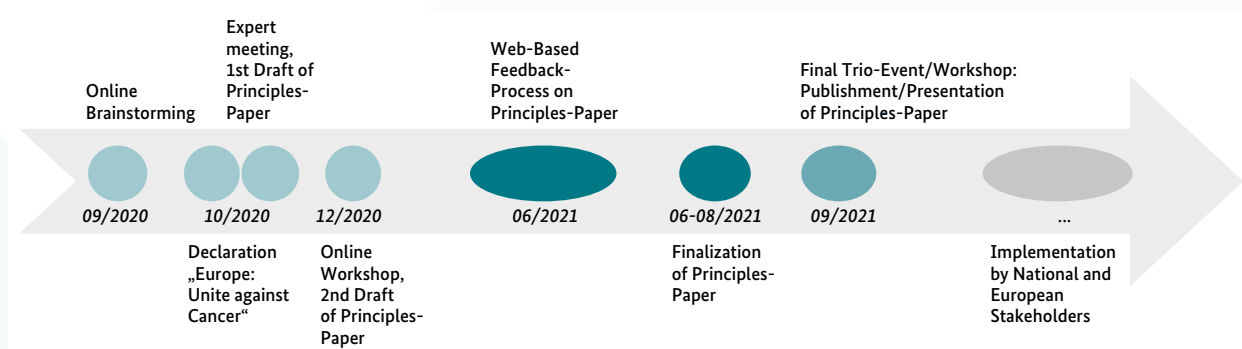 Online
Brainstorming
Expert
meeting,
1st Draft of
Principles-
Paper
Web-Based
Feedback-
Process on
Principles-Paper
Final Trio-Event/Workshop:
Publishment/Presentation
of Principles-Paper
09/2020
10/2020
12/2020
06/2021
06-08/2021
09/2021
...
Declaration
„Europe:
Unite against
Cancer“
Online
Workshop,
2nd Draft
of Principles-
Paper
Finalization
of Principles-
Paper
Implementation
by National and
European
Stakeholders